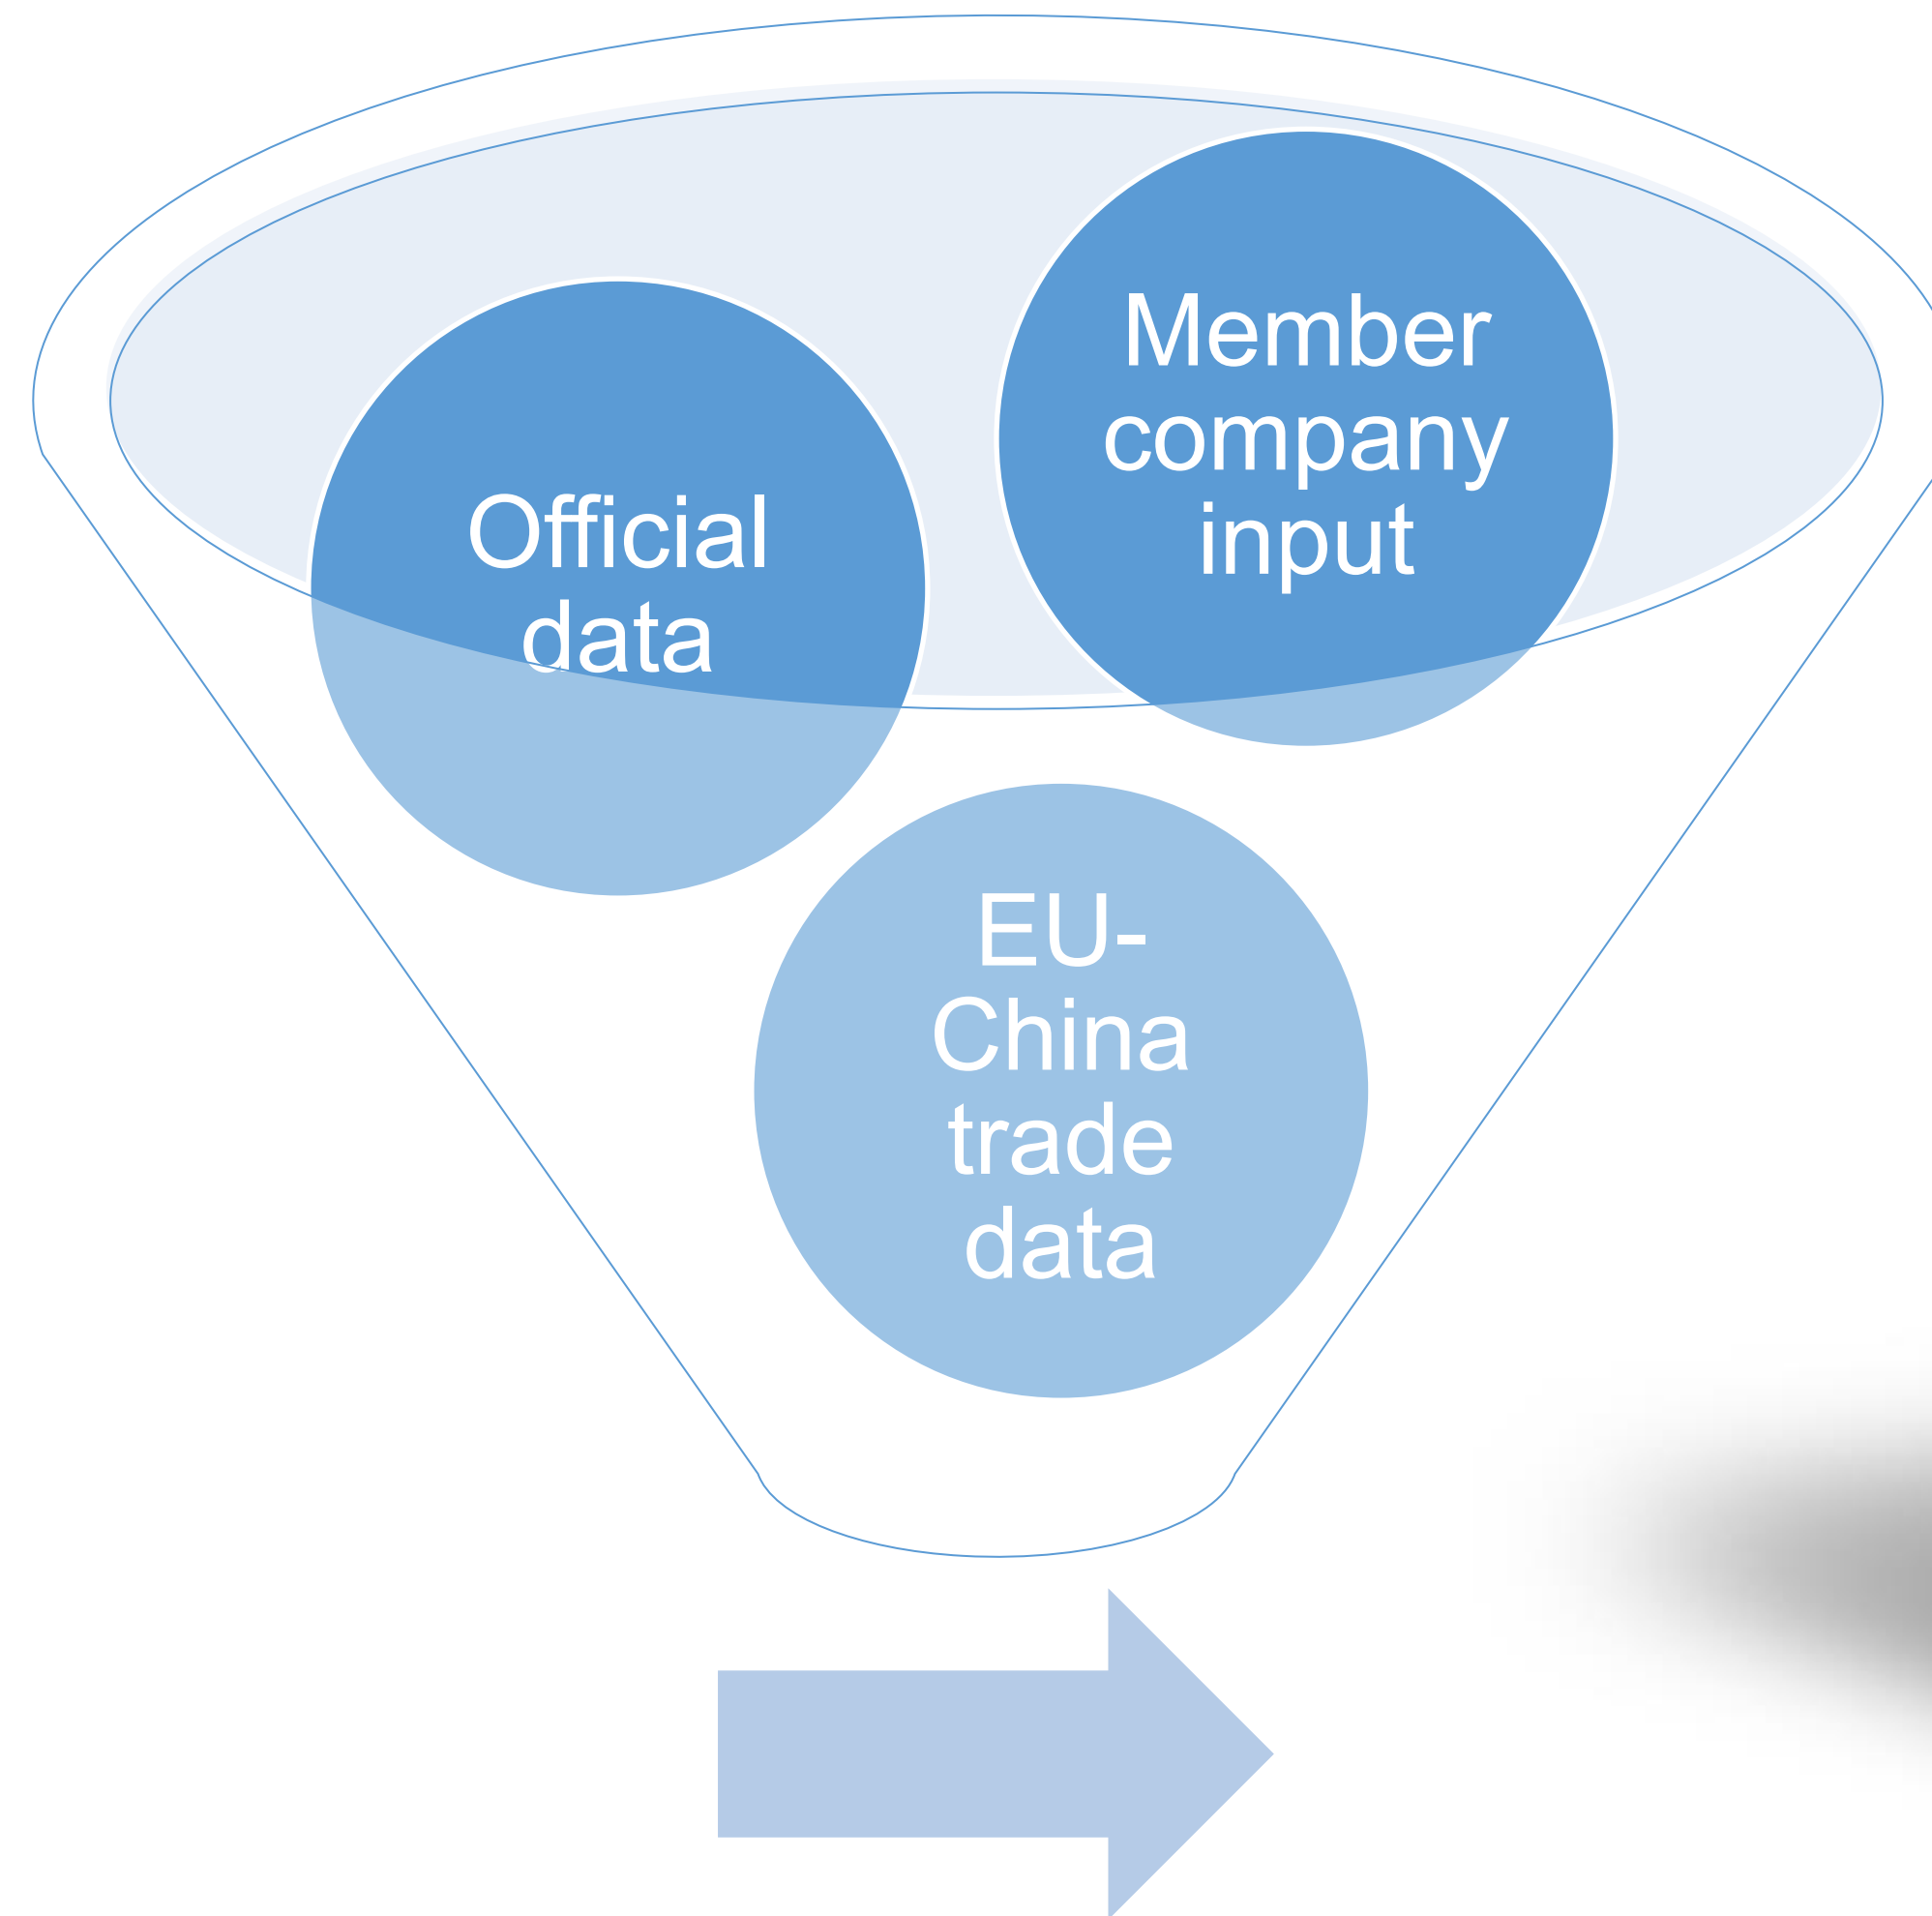 Official
data
Member
company
input
EU-
China
trade
data